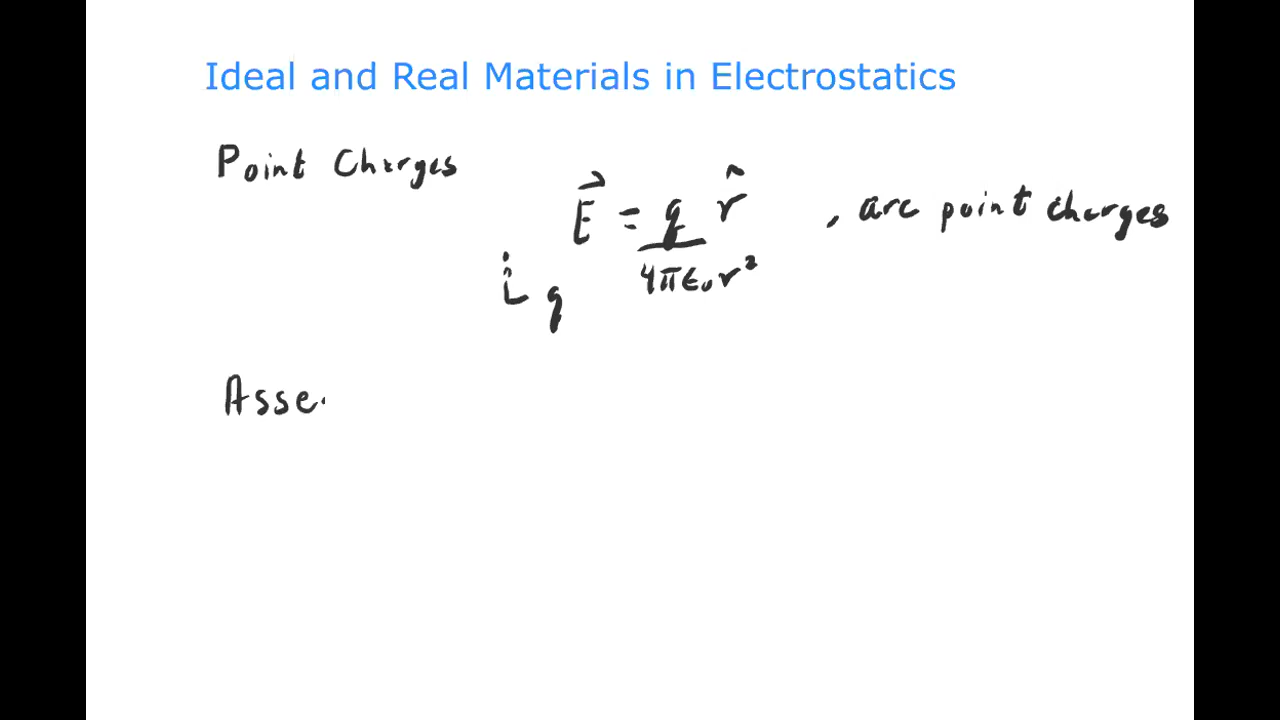 Ideal and Real Materials in Electrostatics
Point Charges
E⃗ = q r̂ , are point charges
4πε₀r²
q
Asse